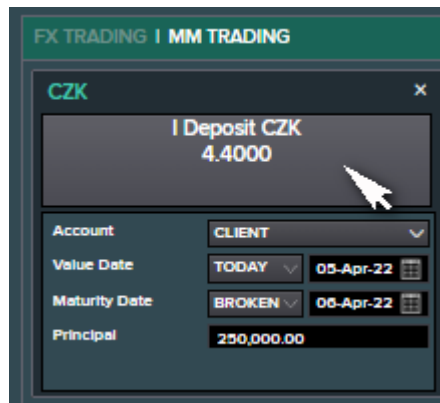 FX TRADING | MM TRADING
CZK ×
I Deposit CZK
4.4000
Account CLIENT
Value Date TODAY 05-Apr-22
Maturity Date BROKEN 06-Apr-22
Principal 250,000.00